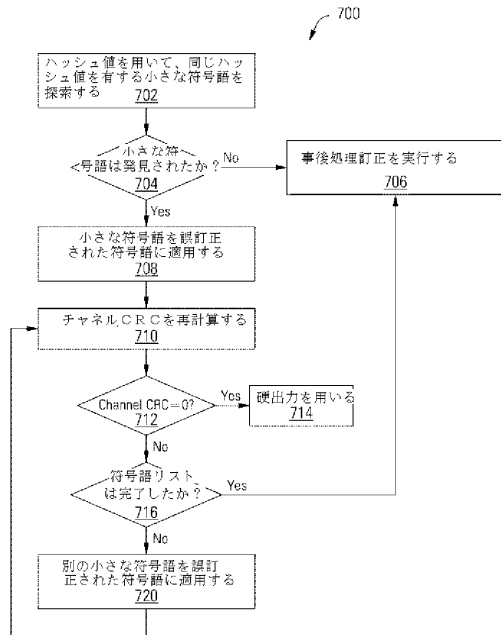 700
ハッシュ値を用いて、同じハッ
シュ値を有する小さな符号語を
探索する
702
小さな符
号語は発見されたか？
704
No
Yes
事後処理訂正を実行する
706
小さな符号語を誤訂正
された符号語に適用する
708
チャネルCRCを再計算する
710
Channel CRC=0?
712
Yes
No
硬出力を用いる
714
符号語リスト
は完了したか？
716
Yes
No
別の小さな符号語を誤訂
正された符号語に適用する
720